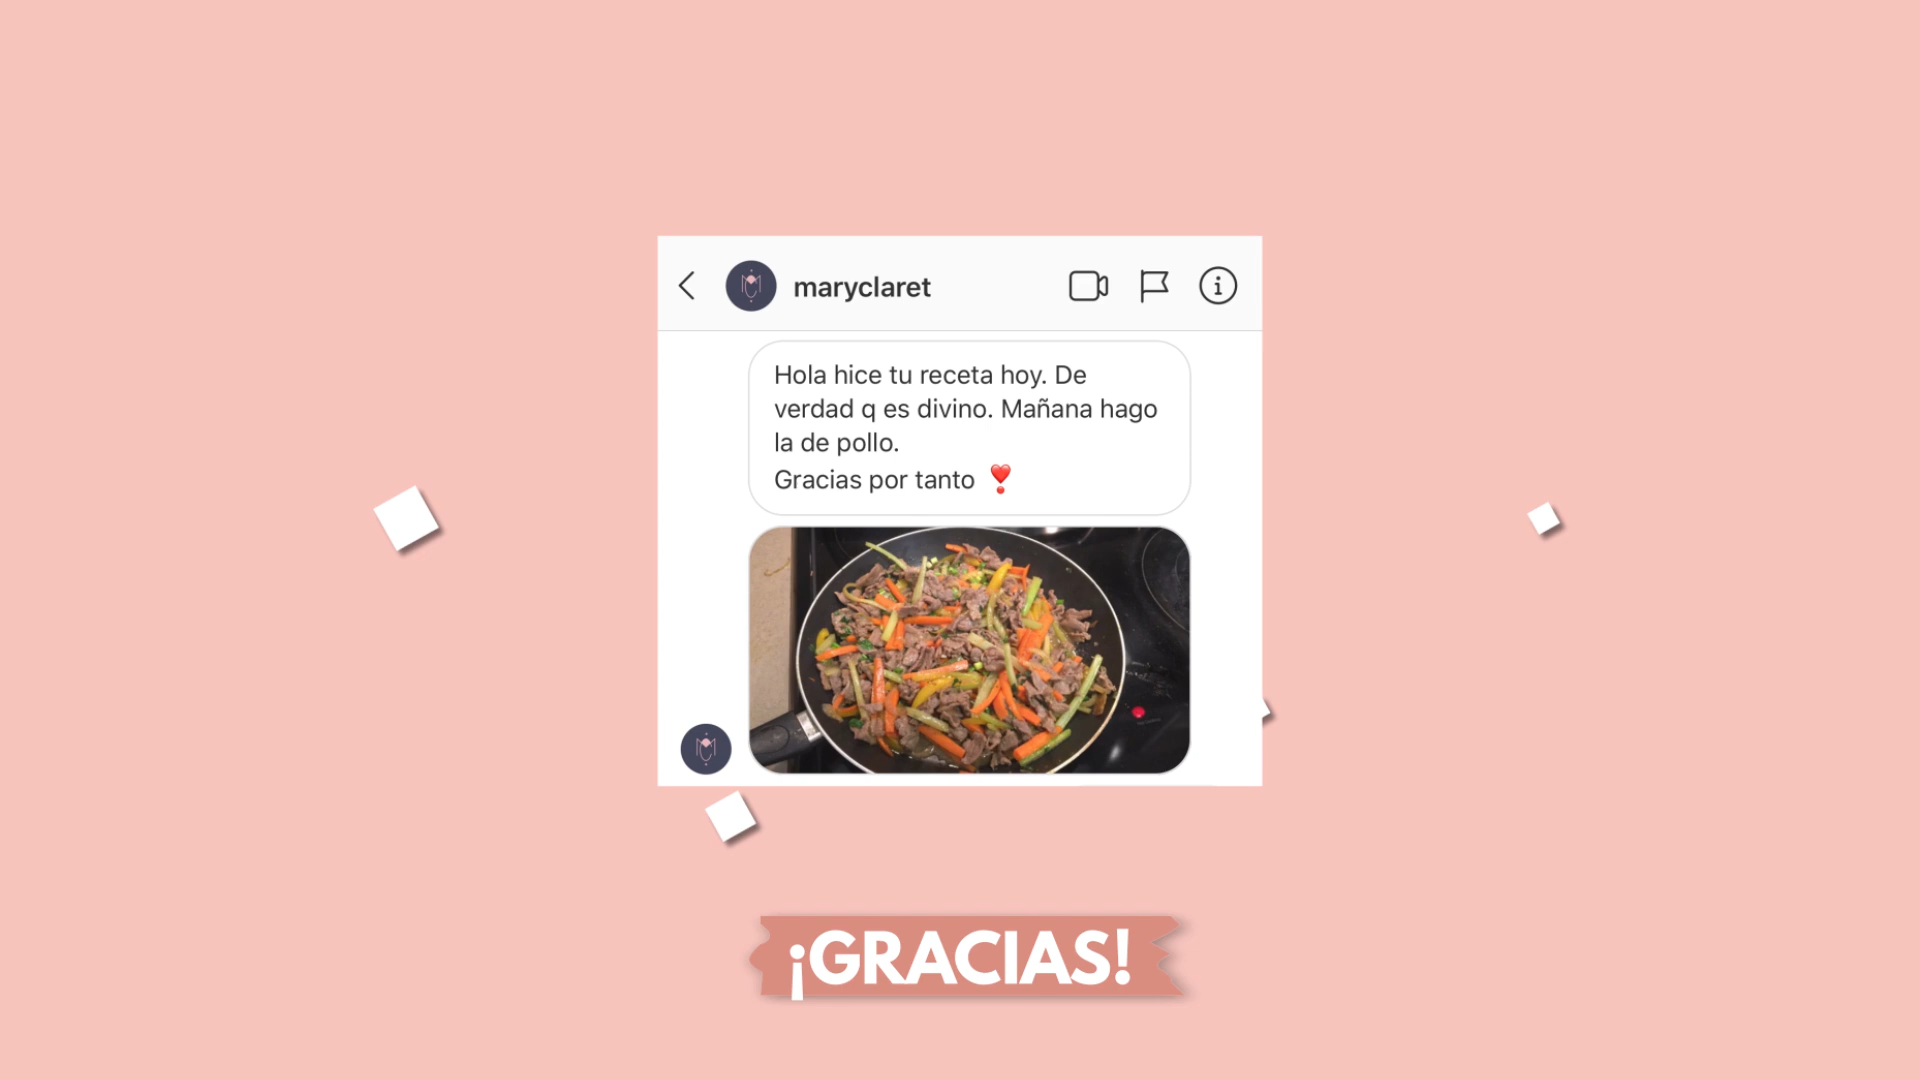 maryclaret
Hola hice tu receta hoy. De
verdad q es divino. Mañana hago
la de pollo.
Gracias por tanto ❣️
¡GRACIAS!